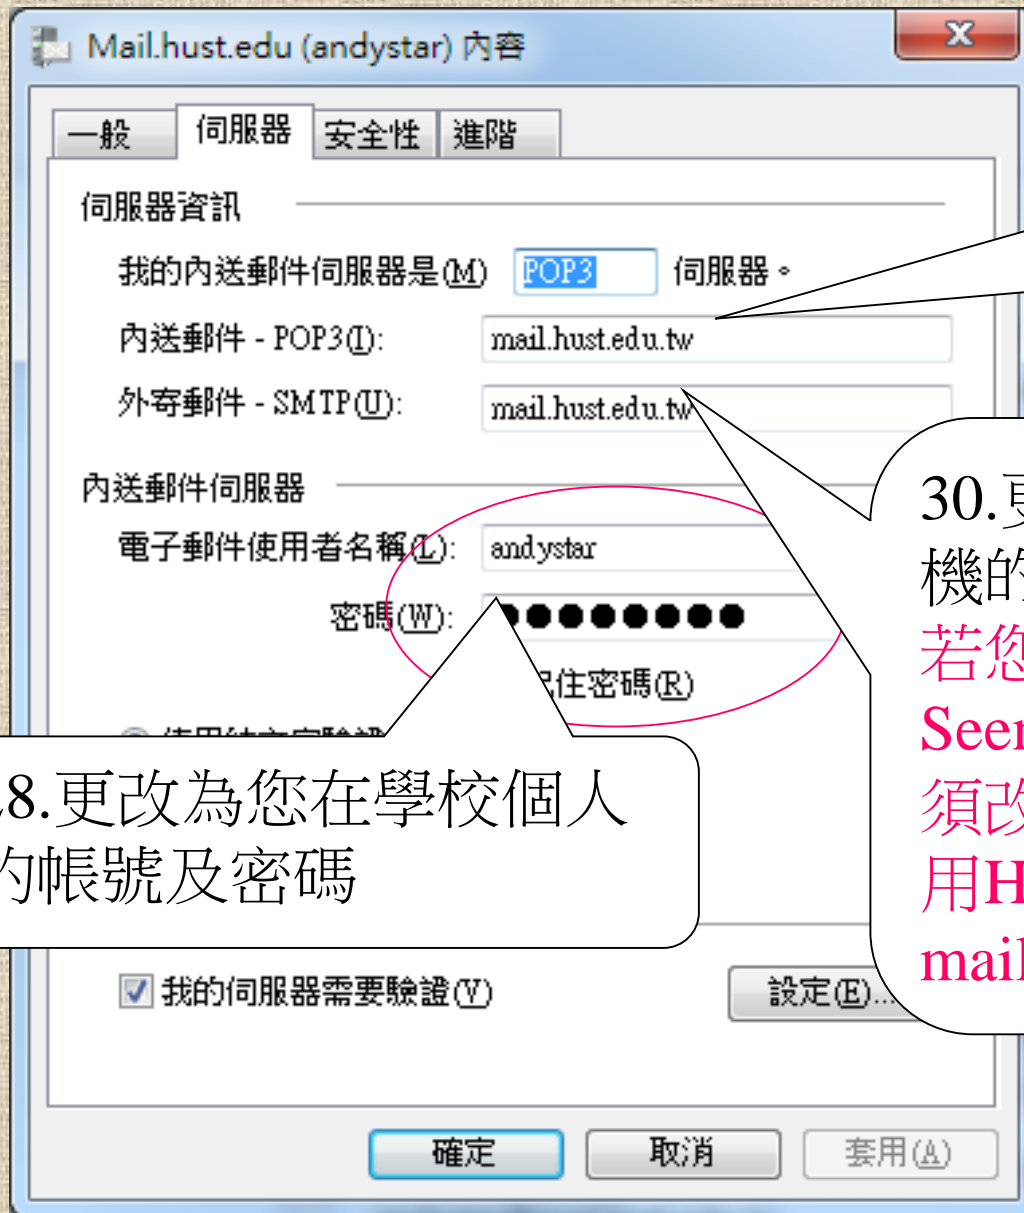 Mail.hust.edu (andystar) 內容
一般 伺服器 安全性 進階
伺服器資訊
我的內送郵件伺服器是(M) POP3 伺服器。
內送郵件 - POP3(I): mail.hust.edu.tw
外寄郵件 - SMTP(U): mail.hust.edu.tw
內送郵件伺服器
電子郵件使用者名稱(L): andystar
密碼(W): ●●●●●●●●
住密碼(R)
8.更改為您在學校個人
的帳號及密碼
30.更
機的
若您
See
須改
用H
mail
我的伺服器需要驗證(V) 設定(E)...
確定 取消 套用(A)